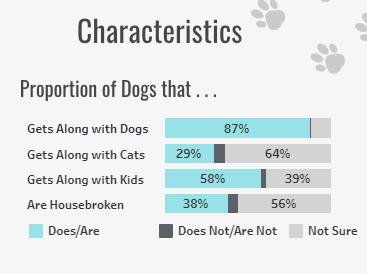 Characteristics
Proportion of Dogs that . . .
Gets Along with Dogs 87%
Gets Along with Cats 29% 64%
Gets Along with Kids 58% 39%
Are Housebroken 38% 56%
Does/Are Does Not/Are Not Not Sure